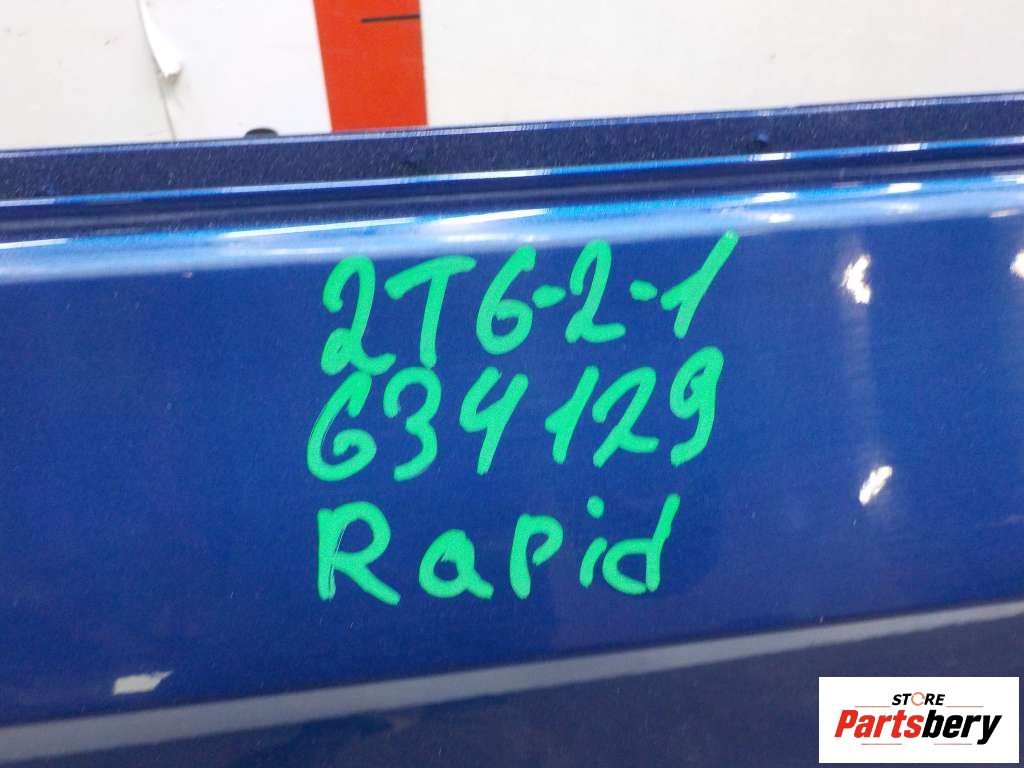 2T6-2-1
634129
Rapid
STORE
Partsbery